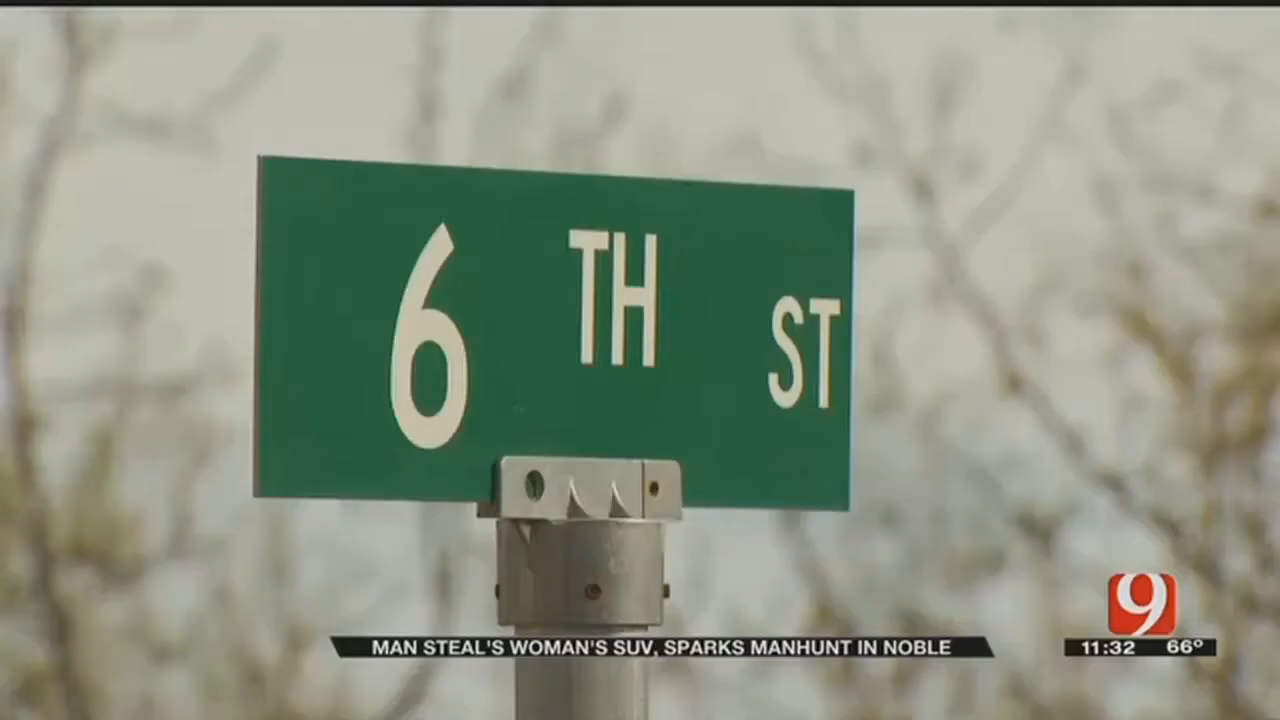 6 TH ST
MAN STEAL'S WOMAN'S SUV, SPARKS MANHUNT IN NOBLE
9
11:32 66°